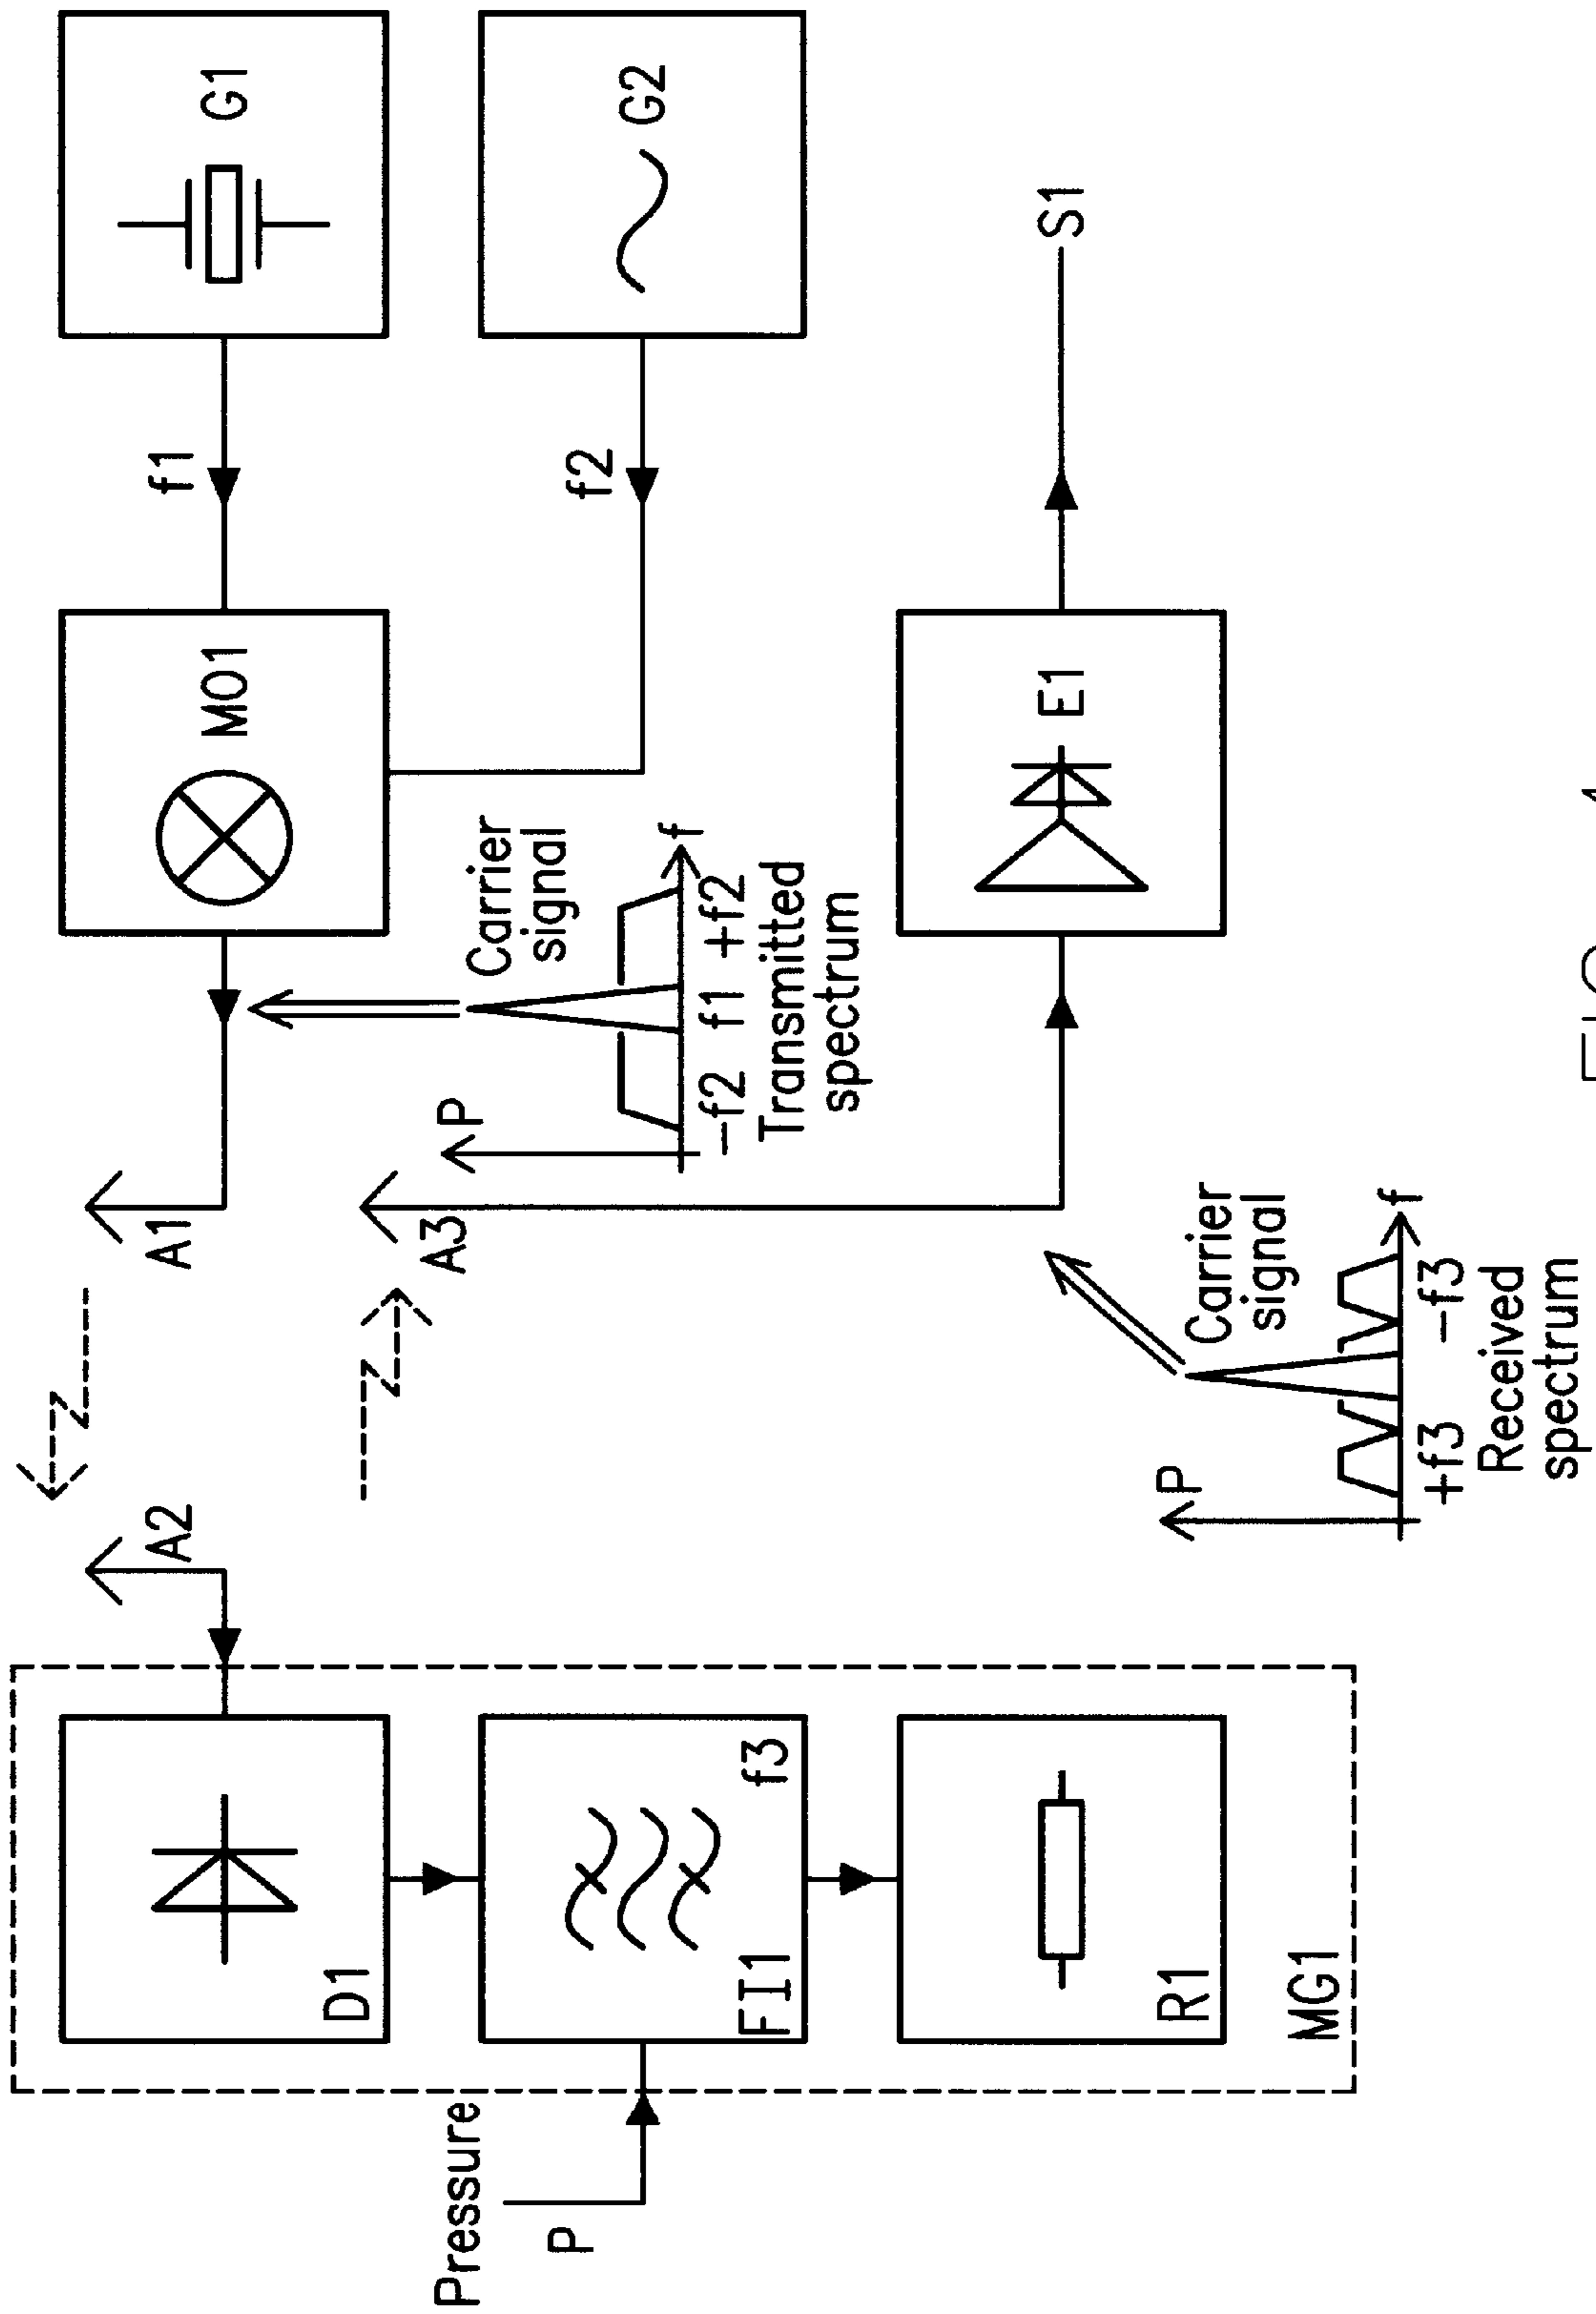 A2
A1
MO1
f1
G1
D1
Pressure
P
A3
P
Carrier
signal
f
f2
G2
FI1
f3
-f2 f1 +f2
Transmitted
spectrum
E1
S1
R1
P
Carrier
signal
f
MG1
+f3
-f3
Received
spectrum